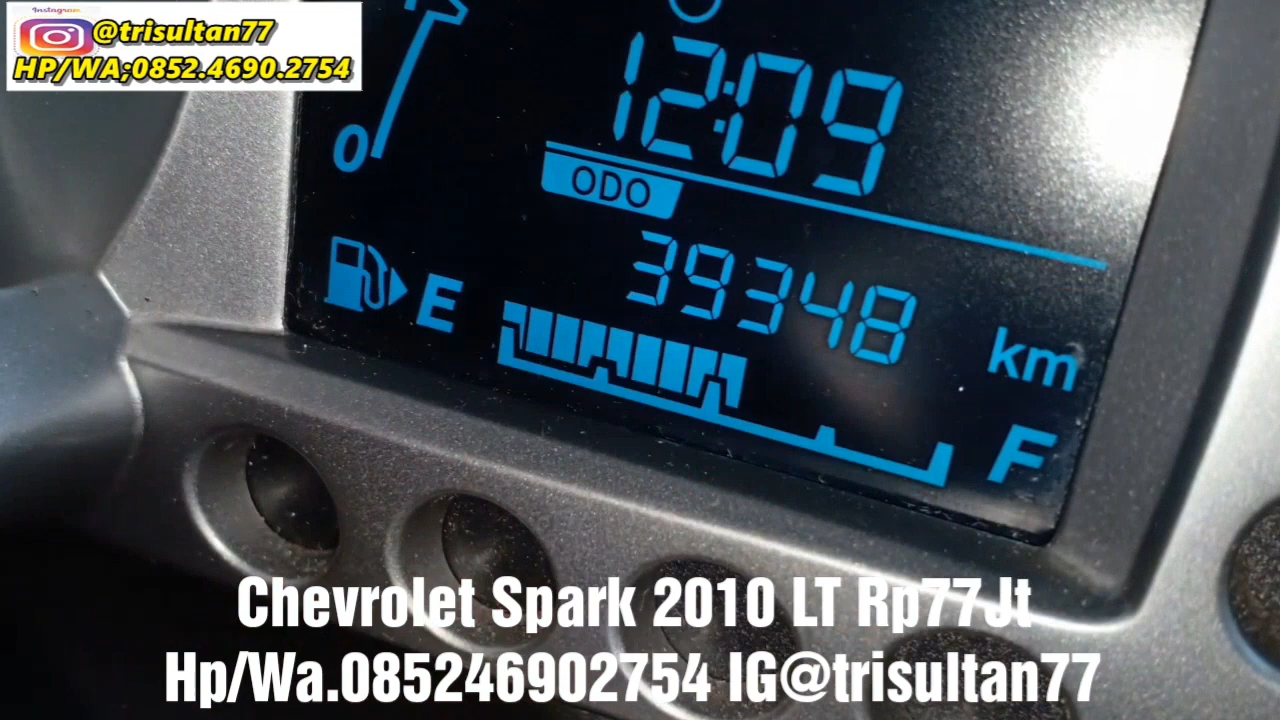 Instagram
@trisultan77
HP/WA;0852.4690.2754
0
12:09
ODO
39348 km
E
F
Chevrolet Spark 2010 LT Rp77Jt
Hp/Wa.085246902754 IG@trisultan77